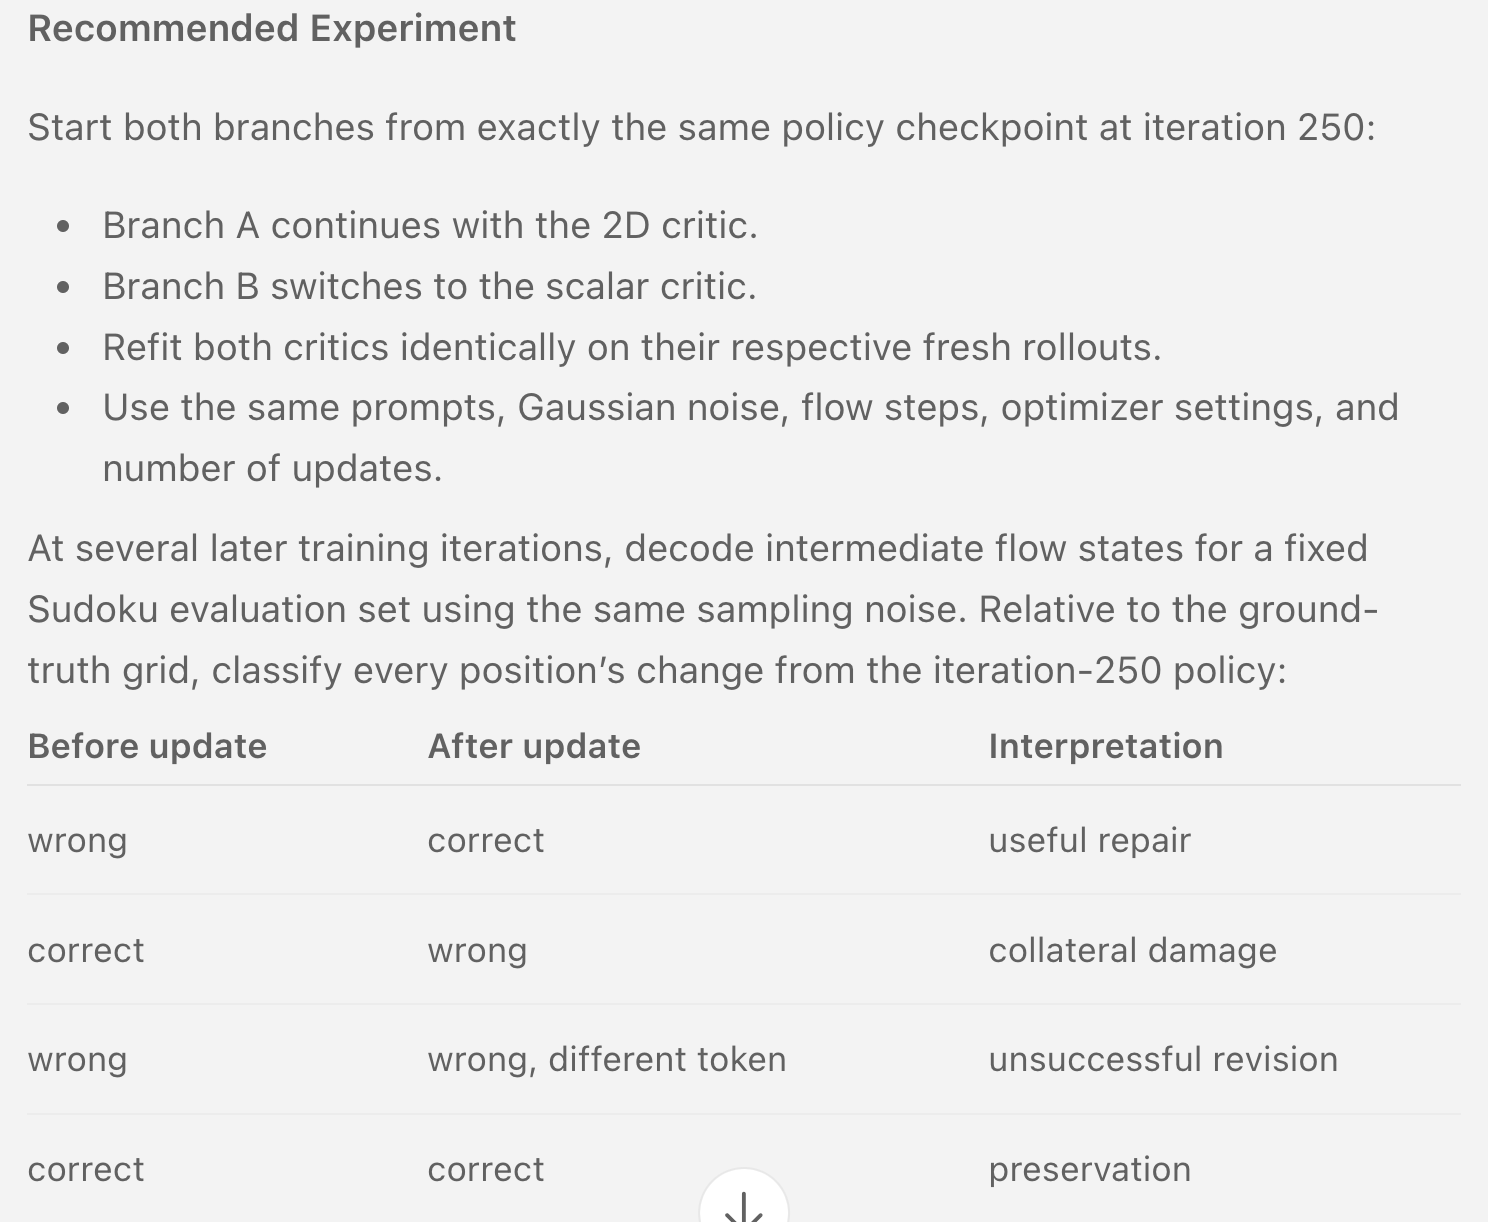 Recommended Experiment
Start both branches from exactly the same policy checkpoint at iteration 250:
• Branch A continues with the 2D critic.
• Branch B switches to the scalar critic.
• Refit both critics identically on their respective fresh rollouts.
• Use the same prompts, Gaussian noise, flow steps, optimizer settings, and
number of updates.
At several later training iterations, decode intermediate flow states for a fixed
Sudoku evaluation set using the same sampling noise. Relative to the ground-
truth grid, classify every position’s change from the iteration-250 policy:
Before update After update Interpretation
wrong correct useful repair
correct wrong collateral damage
wrong wrong, different token unsuccessful revision
correct correct preservation